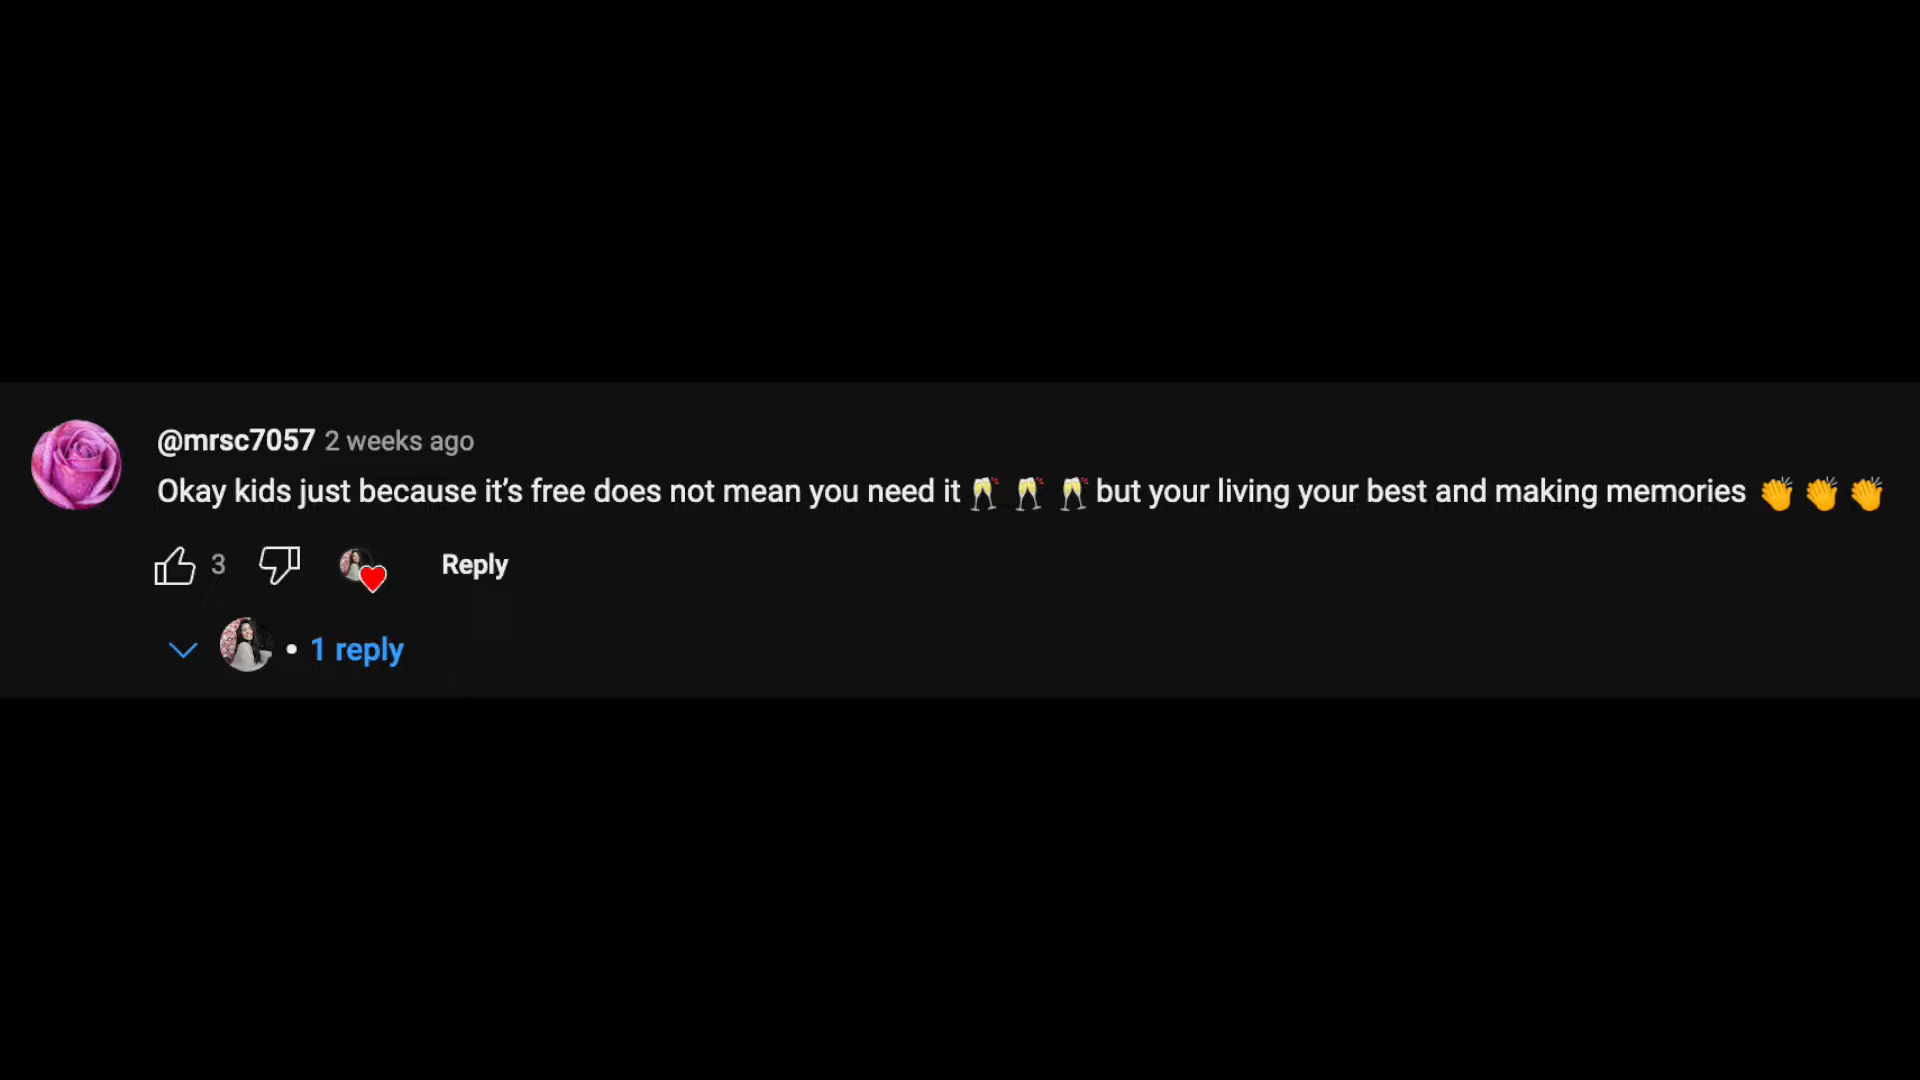 @mrsc7057 2 weeks ago
Okay kids just because it’s free does not mean you need it 🥂 🥂 🥂 but your living your best and making memories 👏 👏 👏
3 Reply
• 1 reply